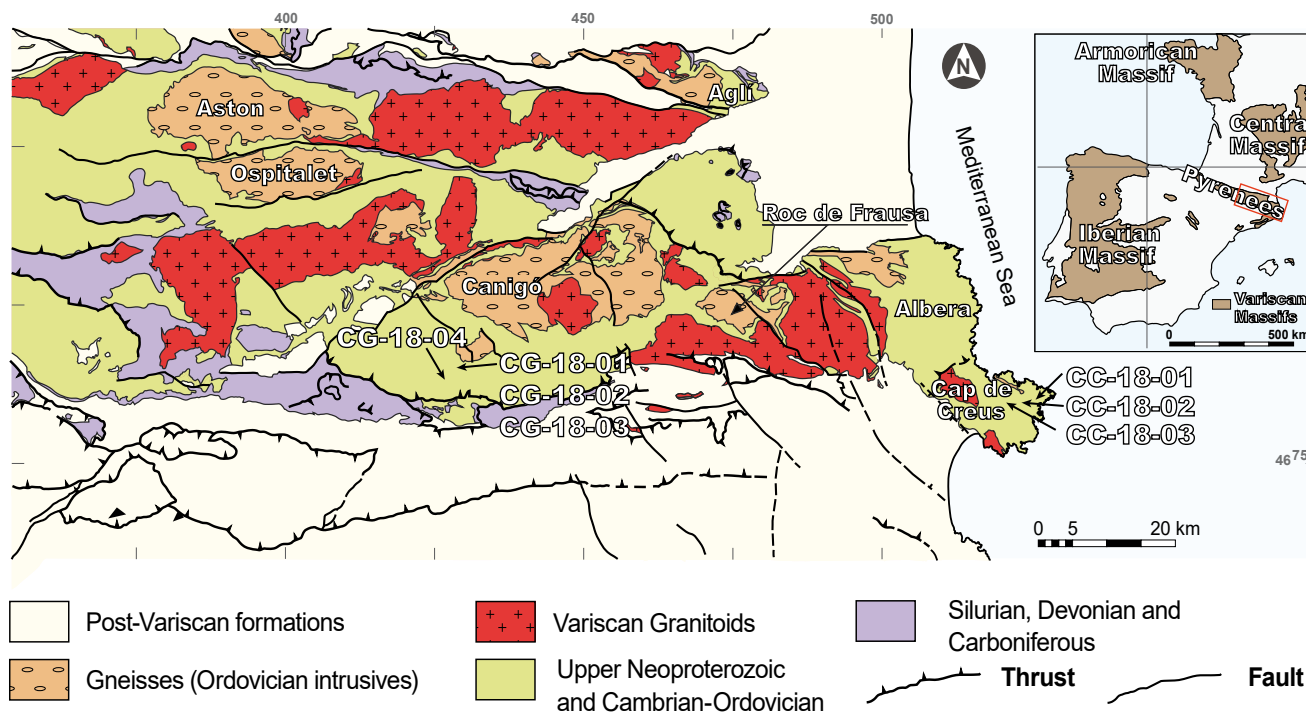 400
450
500
Aston
Ospitalet
Aglí
N
Mediterranean Sea
Roc de Frausa
Canigó
Albera
CG-18-04
CG-18-01
CG-18-02
CG-18-03
Cap de
Creus
CC-18-01
CC-18-02
CC-18-03
4675
0 5 20 km
Armorican
Massif
Central
Massif
Pyrenees
Iberian
Massif
Variscan
Massifs
0 500 km
Post-Variscan formations
Variscan Granitoids
Silurian, Devonian and
Carboniferous
Gneisses (Ordovician intrusives)
Upper Neoproterozoic
and Cambrian-Ordovician
Thrust
Fault